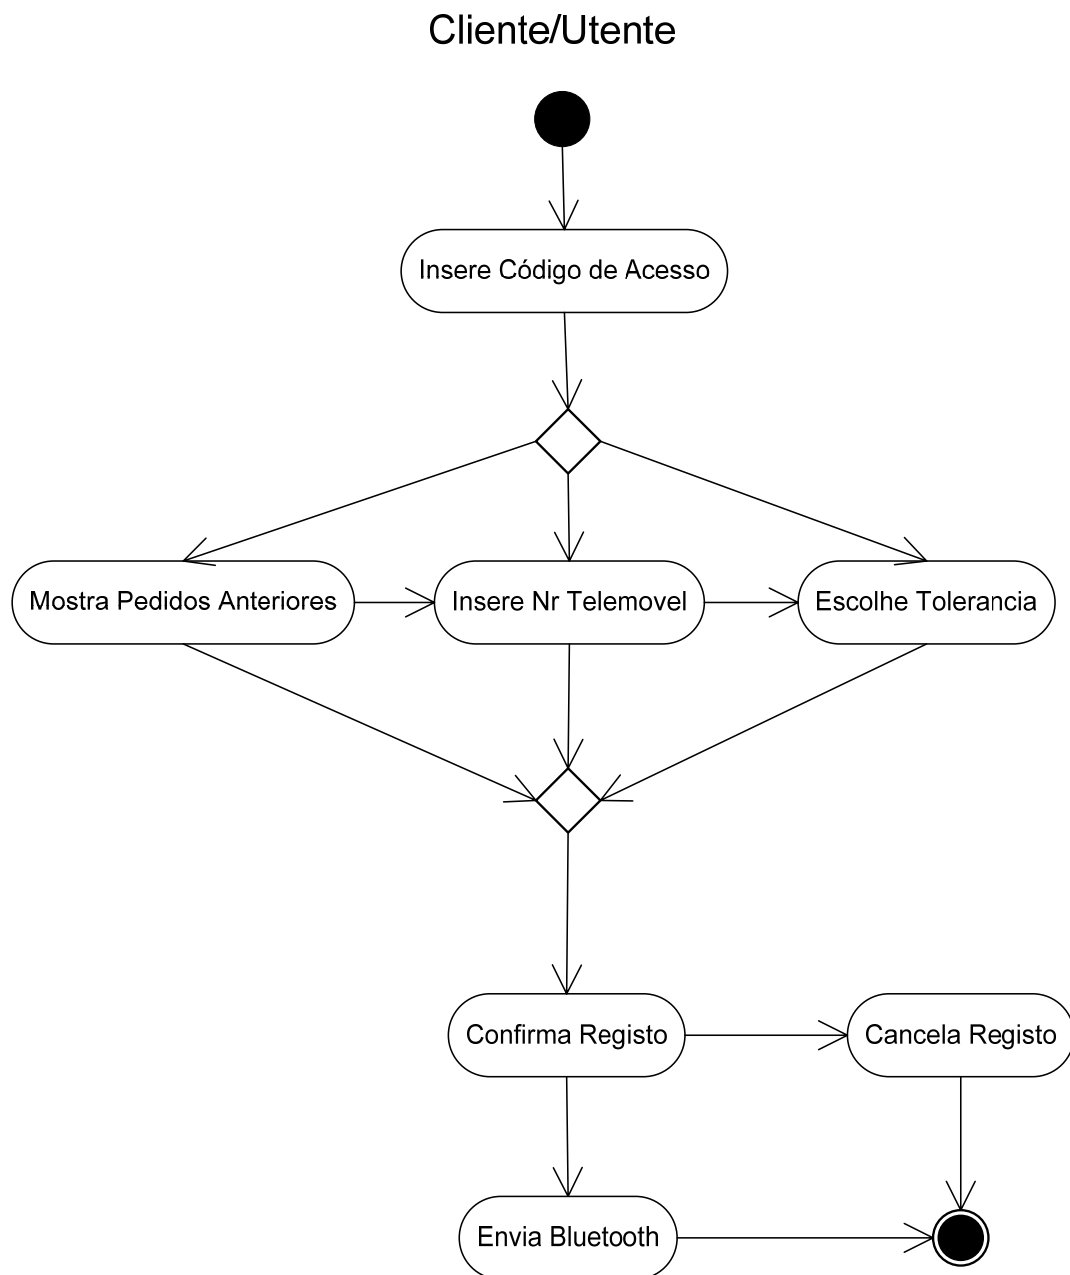 Cliente/Utente
Insere Código de Acesso
Mostra Pedidos Anteriores
Insere Nr Telemovel
Escolhe Tolerancia
Confirma Registo
Cancela Registo
Envia Bluetooth